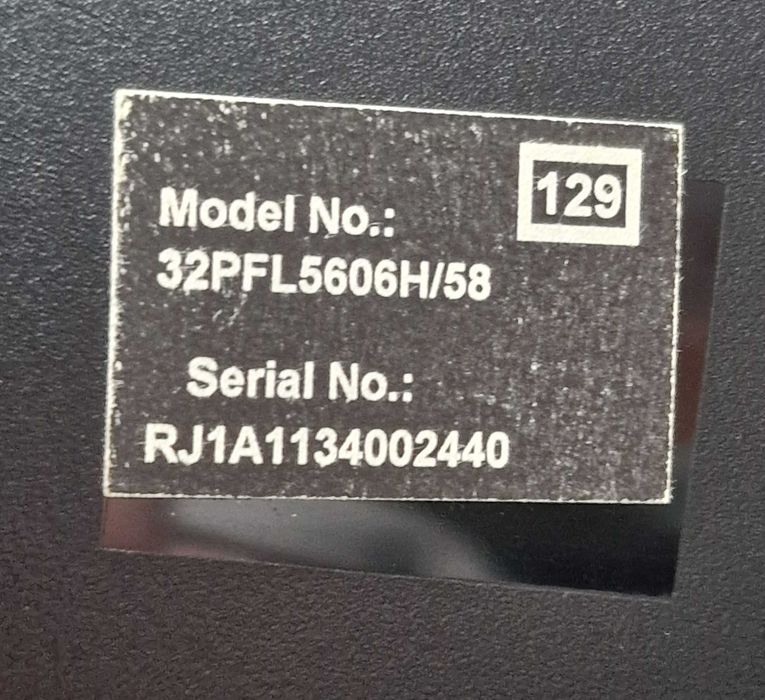 129
Model No.:
32PFL5606H/58
Serial No.:
RJ1A1134002440